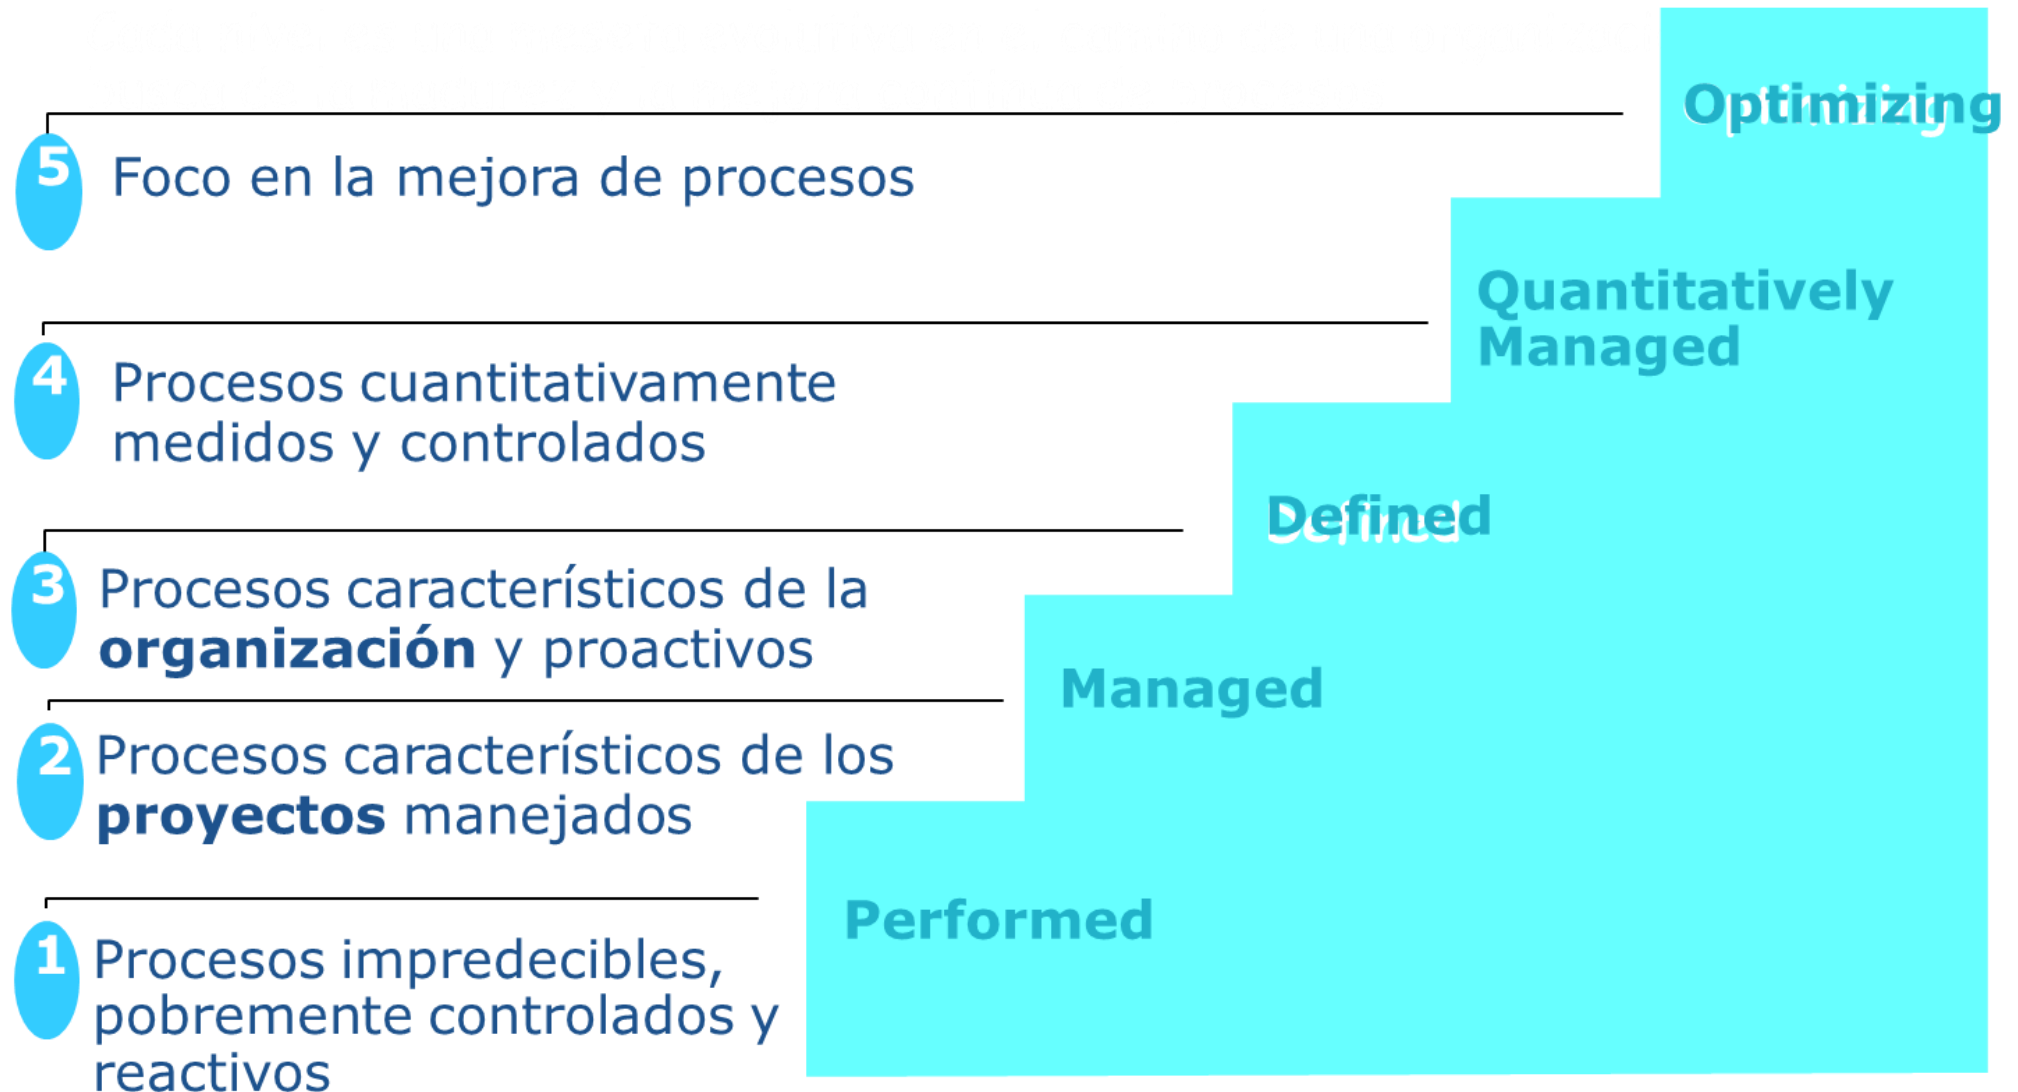 Optimizing
5
Foco en la mejora de procesos
Quantitatively
Managed
4
Procesos cuantitativamente
medidos y controlados
Defined
3
Procesos característicos de la
organización y proactivos
Managed
2
Procesos característicos de los
proyectos manejados
Performed
1
Procesos impredecibles,
pobremente controlados y
reactivos